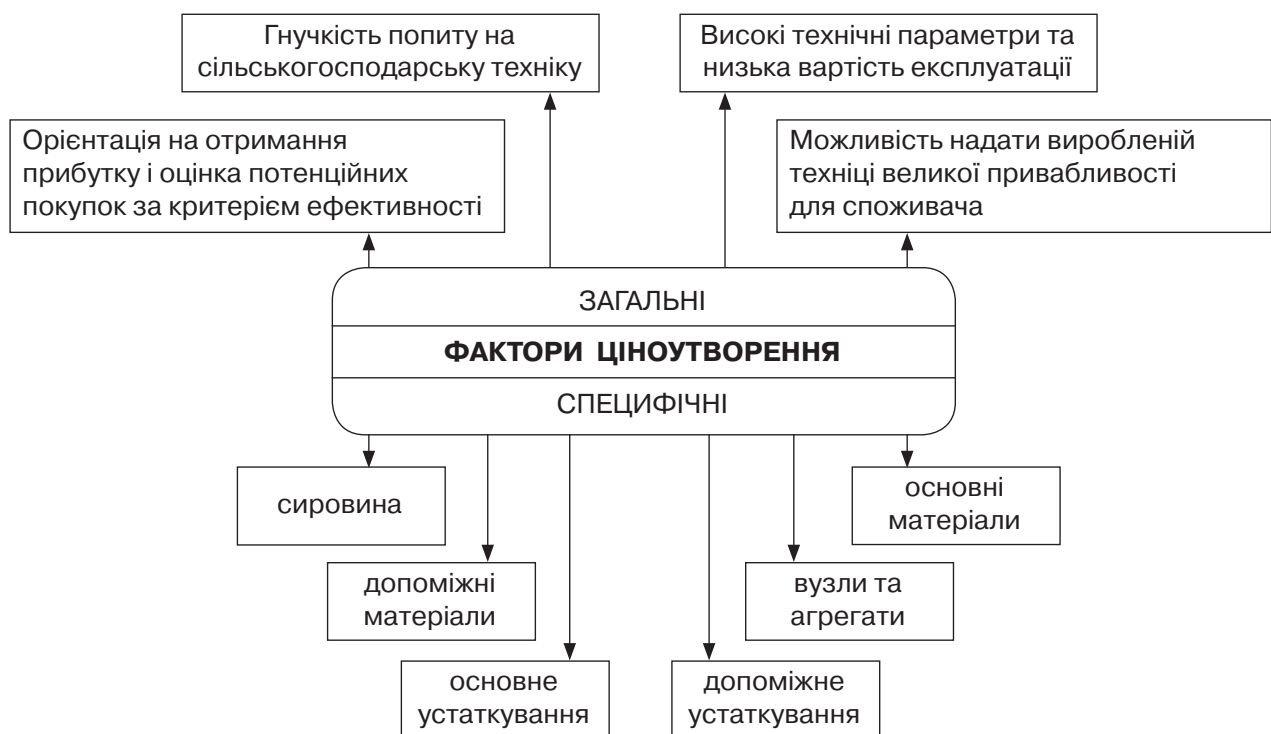 Гнучкість попиту на
сільськогосподарську техніку
Високі технічні параметри та
низька вартість експлуатації
Орієнтація на отримання
прибутку і оцінка потенційних
покупок за критерієм ефективності
Можливість надати виробленій
техніці великої привабливості
для споживача
ЗАГАЛЬНІ
ФАКТОРИ ЦІНОУТВОРЕННЯ
СПЕЦИФІЧНІ
сировина
основні
матеріали
допоміжні
матеріали
вузли та
агрегати
основне
устаткування
допоміжне
устаткування